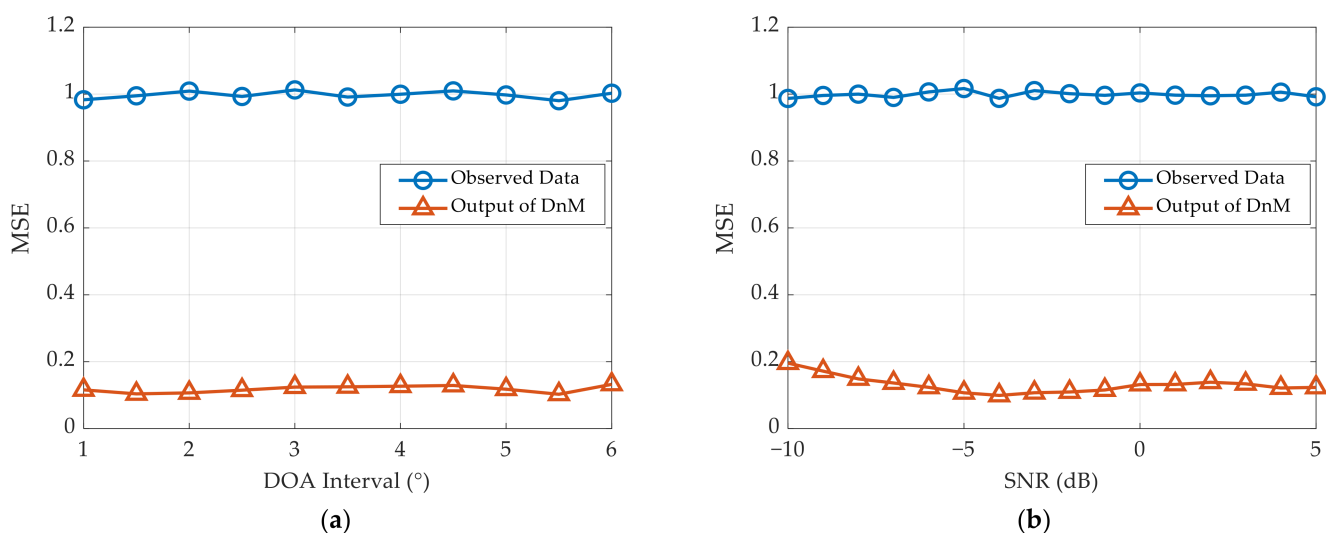 1.2
1
0.8
0.6
0.4
0.2
0
MSE
Observed Data
Output of DnM
1 2 3 4 5 6
DOA Interval (°)
(a)
1.2
1
0.8
0.6
0.4
0.2
0
MSE
Observed Data
Output of DnM
−10 −5 0 5
SNR (dB)
(b)